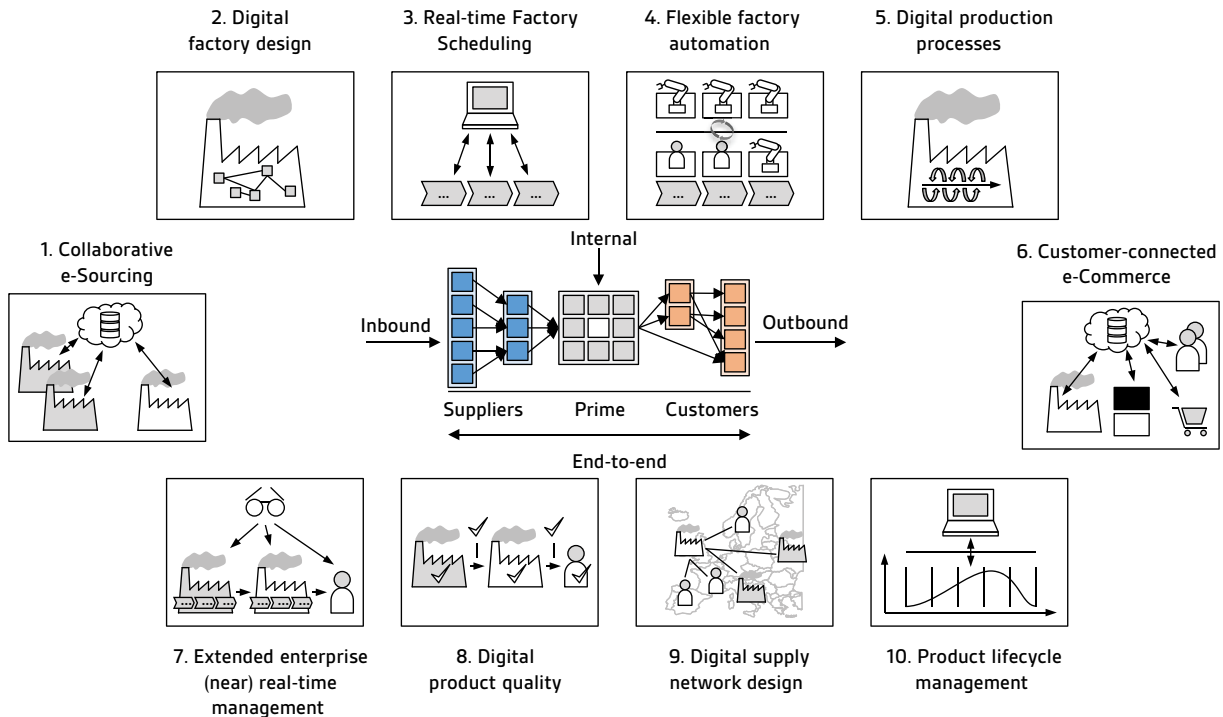 2. Digital
factory design
3. Real-time Factory
Scheduling
4. Flexible factory
automation
5. Digital production
processes
...
...
...
...
...
...
1. Collaborative
e-Sourcing
Internal
6. Customer-connected
e-Commerce
Inbound
Outbound
Suppliers
Prime
Customers
End-to-end
...
...
...
...
...
...
7. Extended enterprise
(near) real-time
management
8. Digital
product quality
9. Digital supply
network design
10. Product lifecycle
management